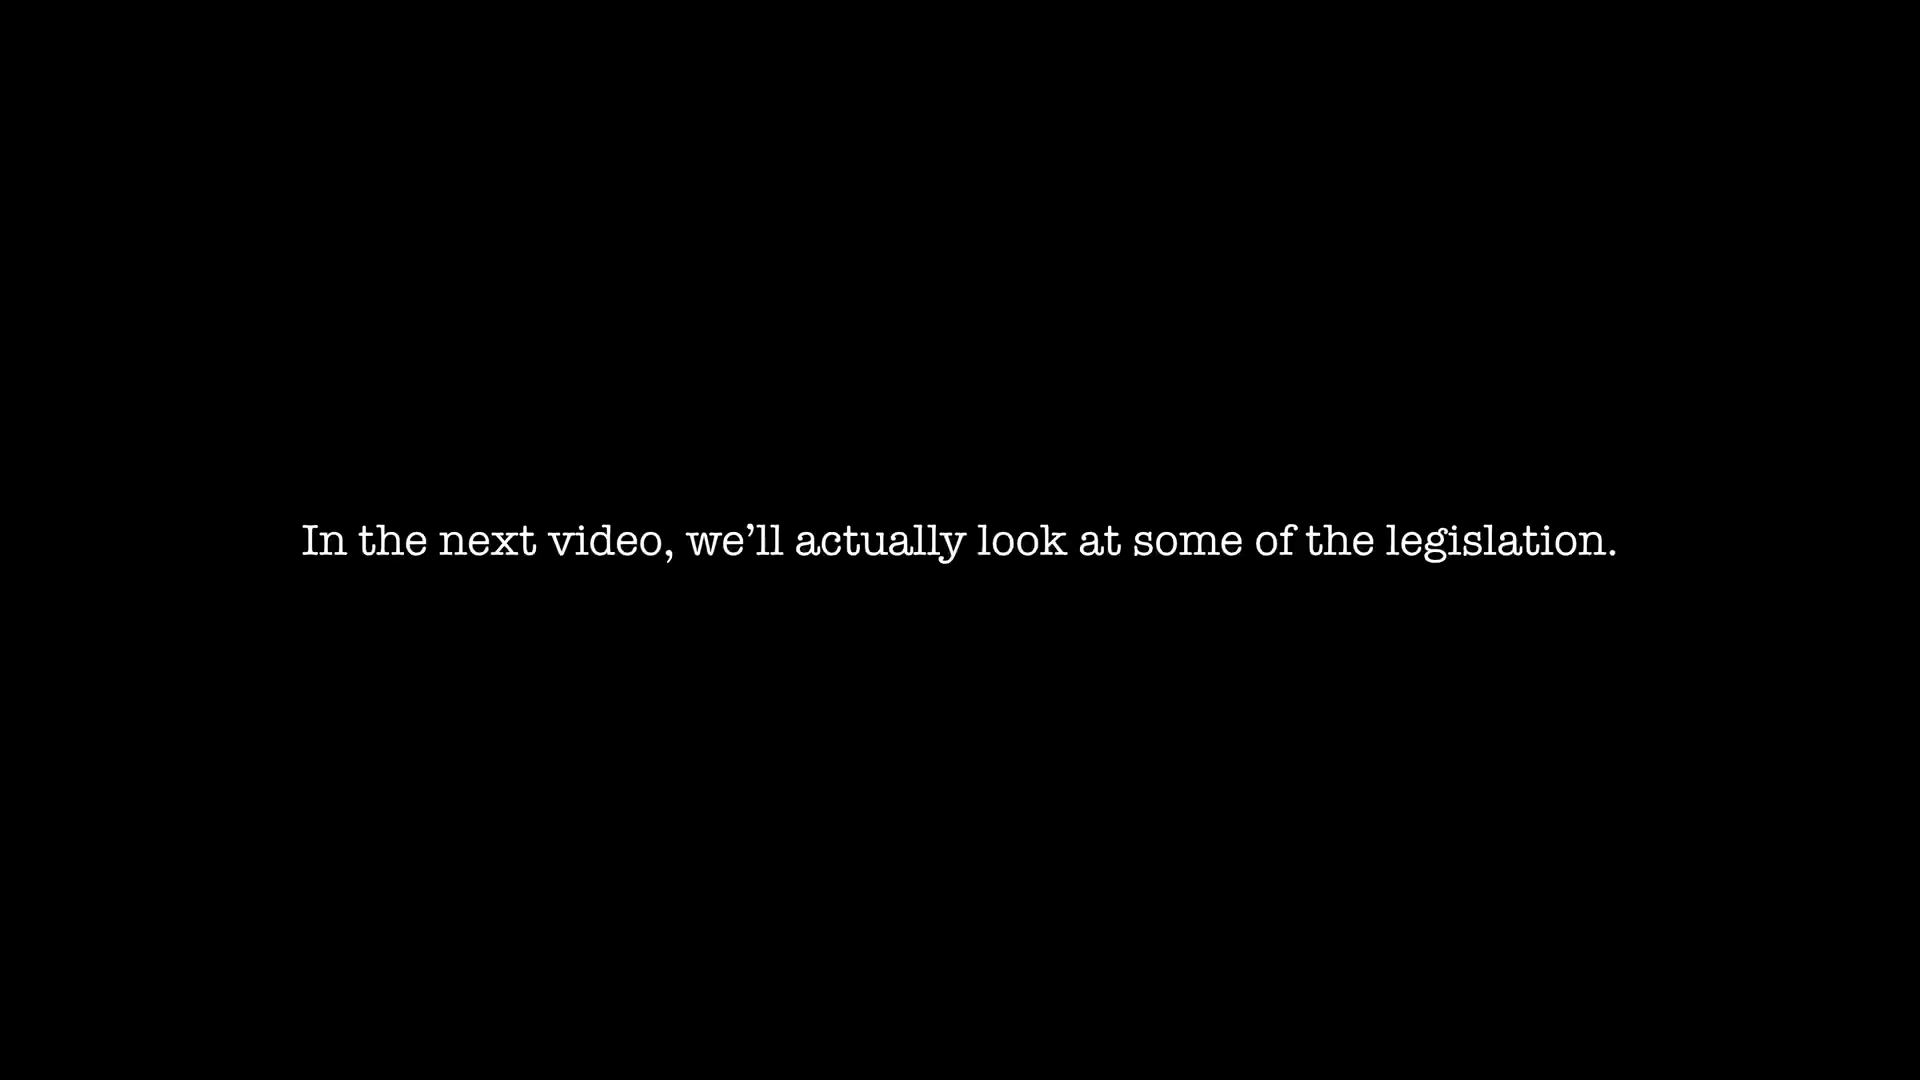 In the next video, we’ll actually look at some of the legislation.